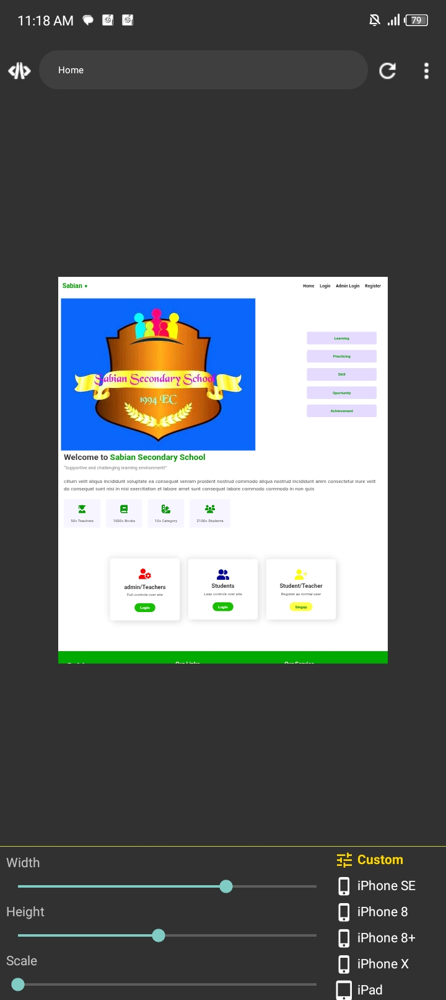 11:18 AM
79
Home
Sabian •
Home Login Admin Login Register
Sabian Secondary School
1994 EC
Learning
Practicing
Skill
Oportunity
Achievement
Welcome to Sabian Secondary School
"Supportive and challenging learning environment!"
cillum velit aliqua incididunt voluptate ea consequat veniam proident nostrud commodo aliqua nostrud incididunt anim consectetur irure velit
do consequat sunt nisi in nisi exercitation et labore amet sunt consequat labore commodo commodo in non quis
50+ Teachers 1000+ Books 10+ Category 2100+ Students
admin/Teachers
Full controle over site
Login
Students
Less controle over site
Login
Student/Teacher
Register as normal user
Singup
Our Links Our Service
Width
Height
Scale
Custom
iPhone SE
iPhone 8
iPhone 8+
iPhone X
iPad